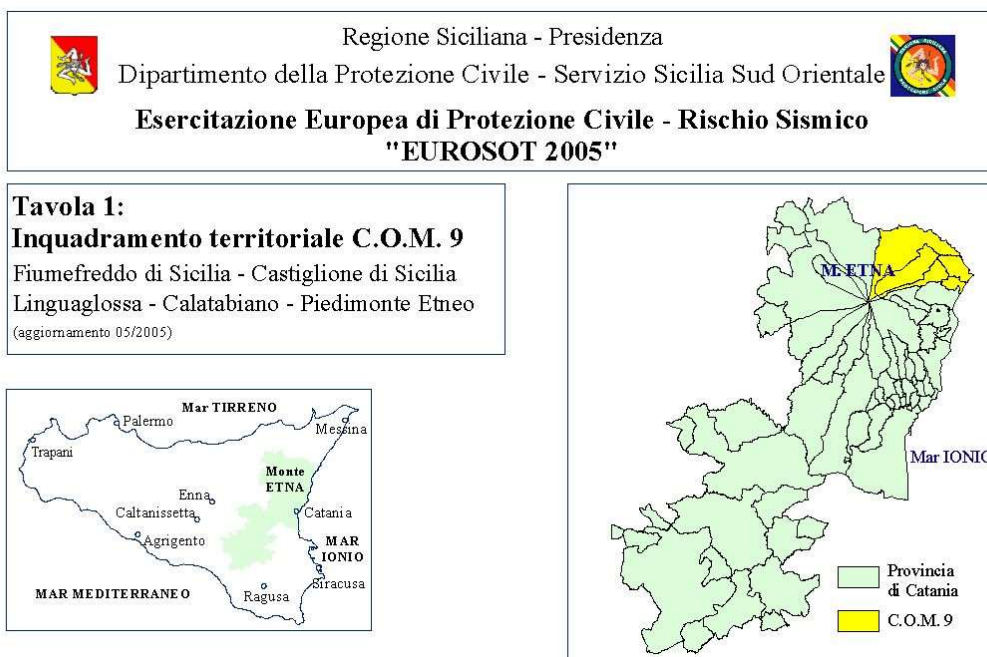 Regione Siciliana - Presidenza
Dipartimento della Protezione Civile - Servizio Sicilia Sud Orientale
Esercitazione Europea di Protezione Civile - Rischio Sismico
"EUROSOT 2005"
Tavola 1:
Inquadramento territoriale C.O.M. 9
Fiumefreddo di Sicilia - Castiglione di Sicilia
Linguaglossa - Calatabiano - Piedimonte Etneo
(aggiornamento 05/2005)
Mar TIRRENO
Palermo
Messina
Trapani
Monte
ETNA
Enna
Caltanissetta
Catania
Agrigento
MAR
IONIO
Siracusa
MAR MEDITERRANEO
Ragusa
M. ETNA
Mar IONIO
Provincia
di Catania
C.O.M. 9